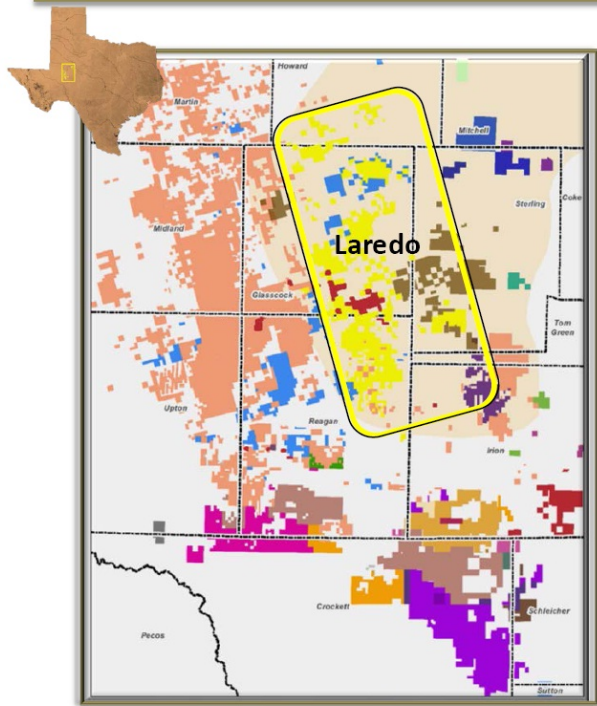 Howard
Martin
Mitchell
Coke
Sterling
Midland
Laredo
Glasscock
Tom
Green
Upton
Reagan
Irion
Crockett
Schleicher
Pecos
Sutton